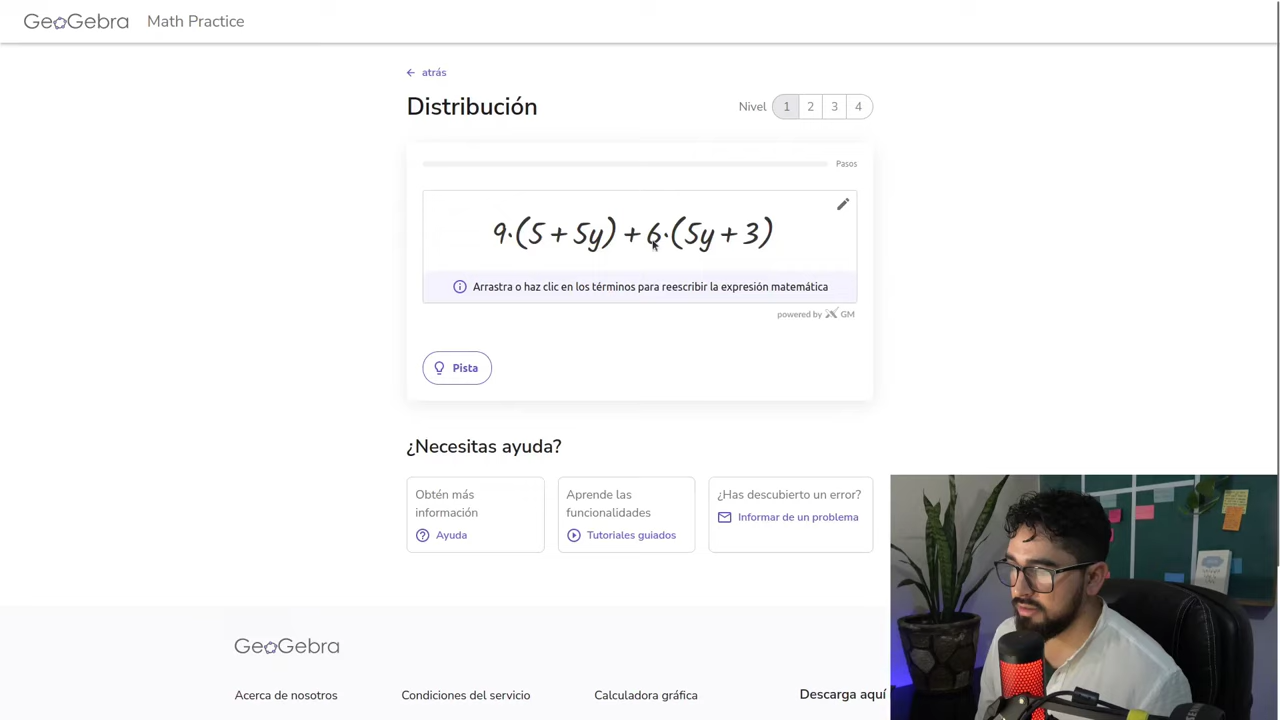 GeoGebra Math Practice
← atrás
Distribución
Nivel 1 2 3 4
Pasos
9·(5 + 5y) + 6·(5y + 3)
Arrastra o haz clic en los términos para reescribir la expresión matemática
powered by GM
Pista
¿Necesitas ayuda?
Obtén más
información
Ayuda
Aprende las
funcionalidades
Tutoriales guiados
¿Has descubierto un error?
Informar de un problema
GeoGebra
Acerca de nosotros
Condiciones del servicio
Calculadora gráfica
Descarga aquí